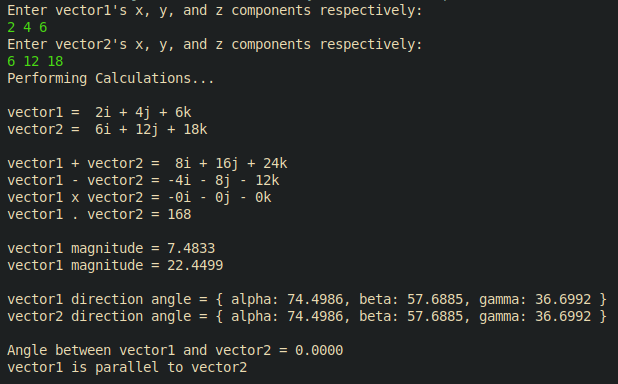 Enter vector1's x, y, and z components respectively:
2 4 6
Enter vector2's x, y, and z components respectively:
6 12 18
Performing Calculations...
vector1 =  2i + 4j + 6k
vector2 =  6i + 12j + 18k
vector1 + vector2 =  8i + 16j + 24k
vector1 - vector2 = -4i - 8j - 12k
vector1 x vector2 = -0i - 0j - 0k
vector1 . vector2 = 168
vector1 magnitude = 7.4833
vector1 magnitude = 22.4499
vector1 direction angle = { alpha: 74.4986, beta: 57.6885, gamma: 36.6992 }
vector2 direction angle = { alpha: 74.4986, beta: 57.6885, gamma: 36.6992 }
Angle between vector1 and vector2 = 0.0000
vector1 is parallel to vector2